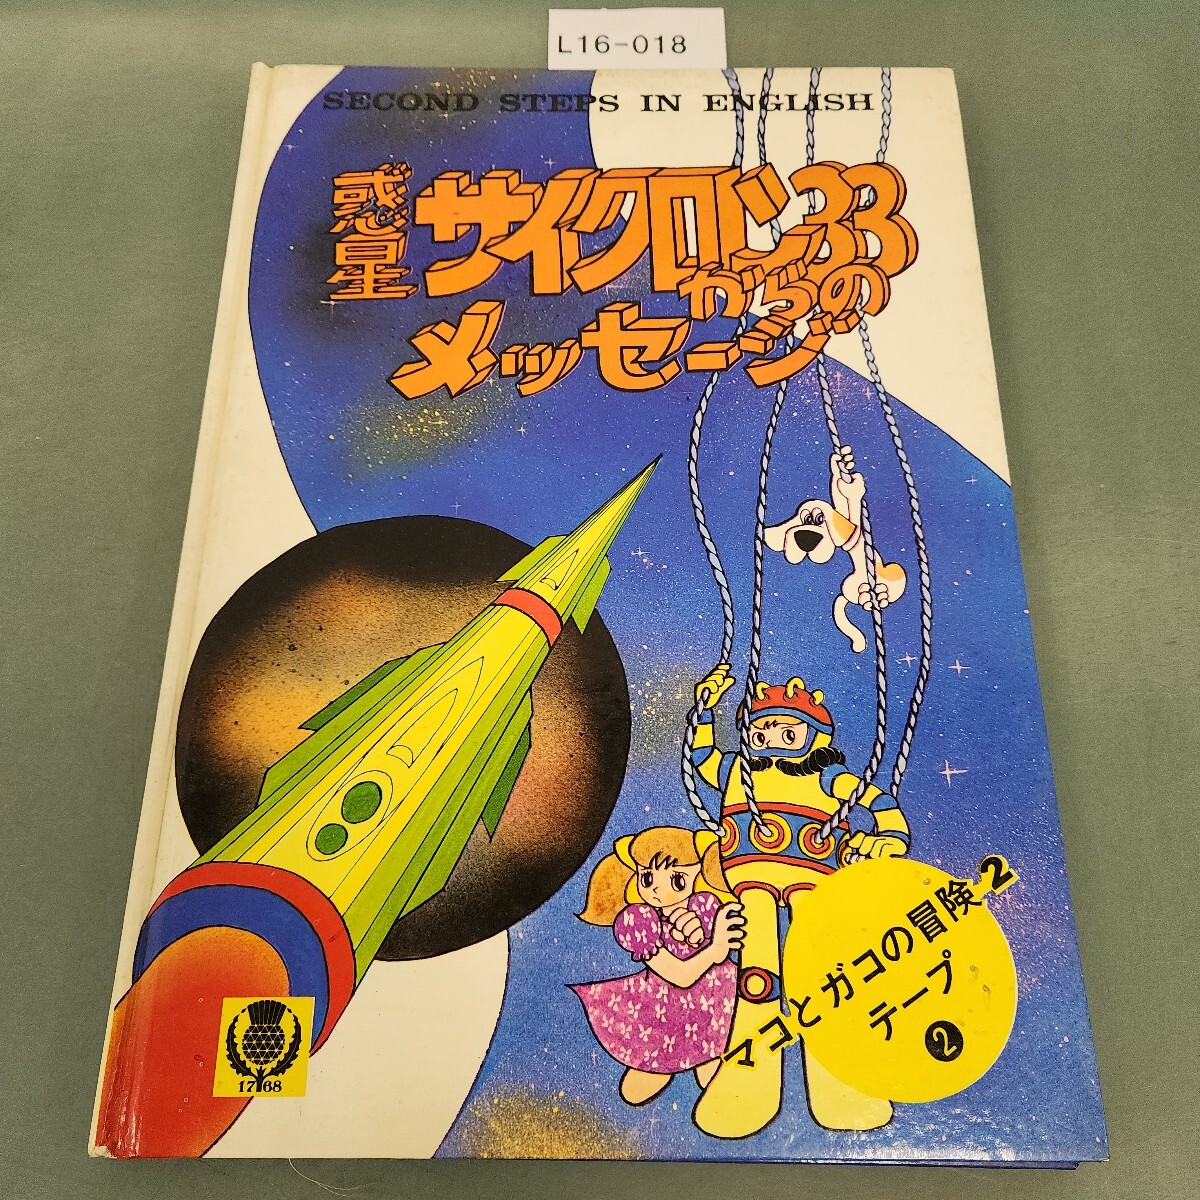 L16-018
SECOND STEPS IN ENGLISH
惑星
サイクロン33
からの
メッセージ
マコとガコの冒険2
テープ
❷
1768